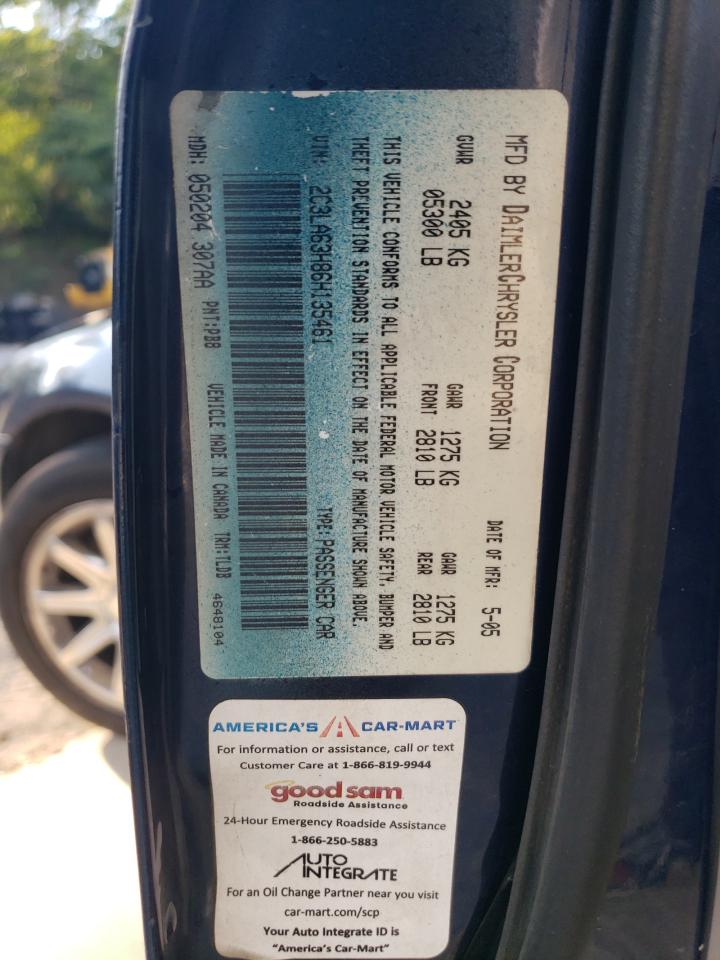 MFD BY DAIMLERCHRYSLER CORPORATION
DATE OF MFR: 5-05
GVWR 2405 KG
05300 LB
GAWR FRONT 1275 KG
2810 LB
GAWR REAR 1275 KG
2810 LB
THIS VEHICLE CONFORMS TO ALL APPLICABLE FEDERAL MOTOR VEHICLE SAFETY, BUMPER AND
THEFT PREVENTION STANDARDS IN EFFECT ON THE DATE OF MANUFACTURE SHOWN ABOVE.
VIN: 2C3LA63H86H135461 TYPE: PASSENGER CAR
MDH: 050204 307AA PNT:PB8 VEHICLE MADE IN CANADA TRM:TLDB 4648104
AMERICA'S CAR-MART
For information or assistance, call or text
Customer Care at 1-866-819-9944
good sam
Roadside Assistance
24-Hour Emergency Roadside Assistance
1-866-250-5883
AUTO
INTEGRATE
For an Oil Change Partner near you visit
car-mart.com/scp
Your Auto Integrate ID is
"America's Car-Mart"